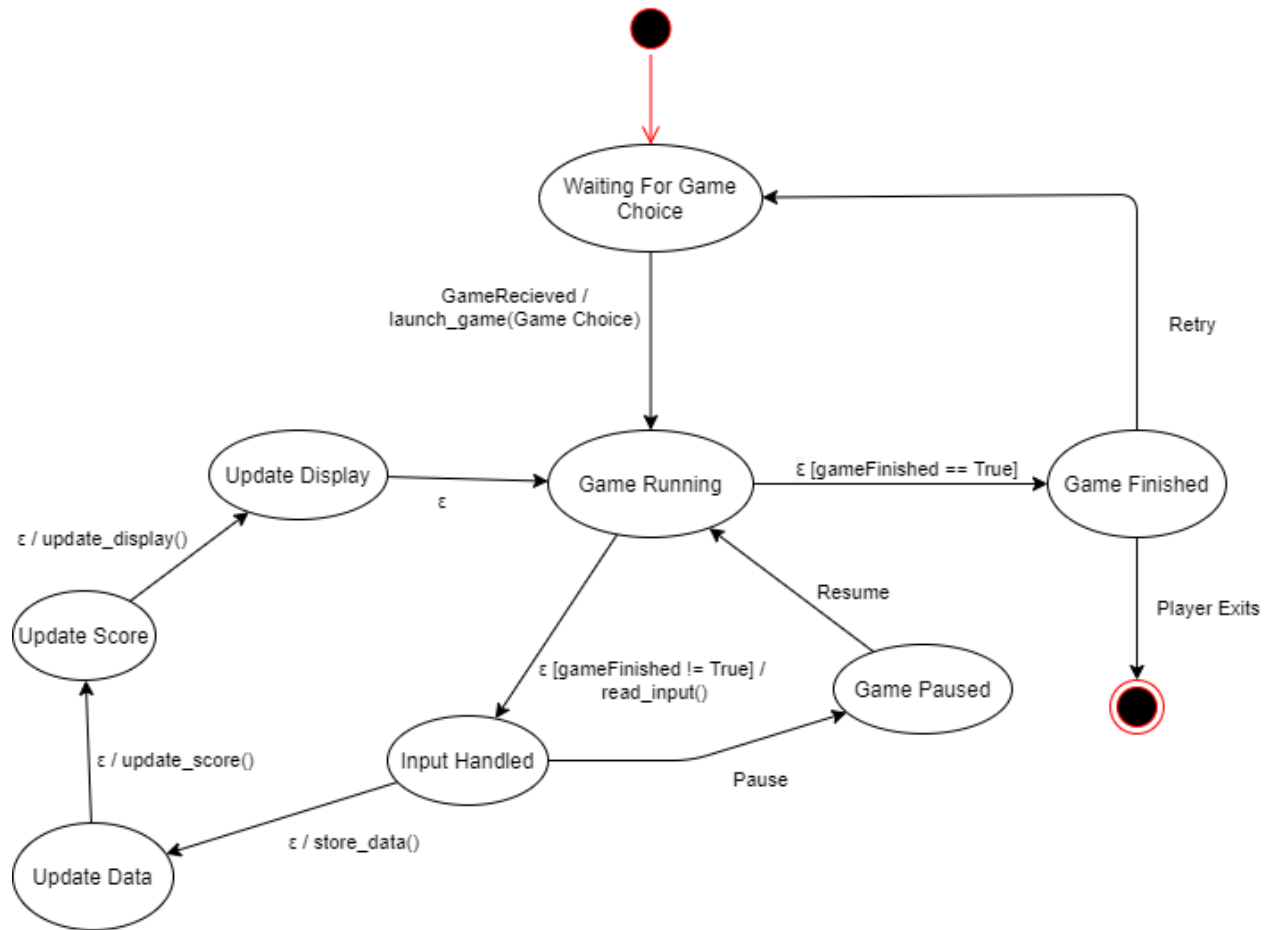 Waiting For Game
Choice
GameRecieved /
launch_game(Game Choice)
Retry
Update Display
ε
Game Running
ε [gameFinished == True]
Game Finished
ε / update_display()
Update Score
Resume
Player Exits
ε [gameFinished != True] /
read_input()
Game Paused
ε / update_score()
Input Handled
Pause
ε / store_data()
Update Data